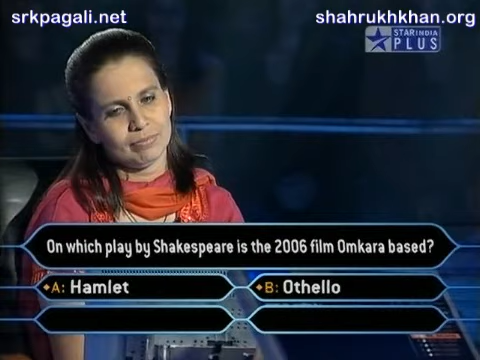 srkpagali.net
shahrukhkhan.org
STAR INDIA
PLUS
On which play by Shakespeare is the 2006 film Omkara based?
A: Hamlet
B: Othello